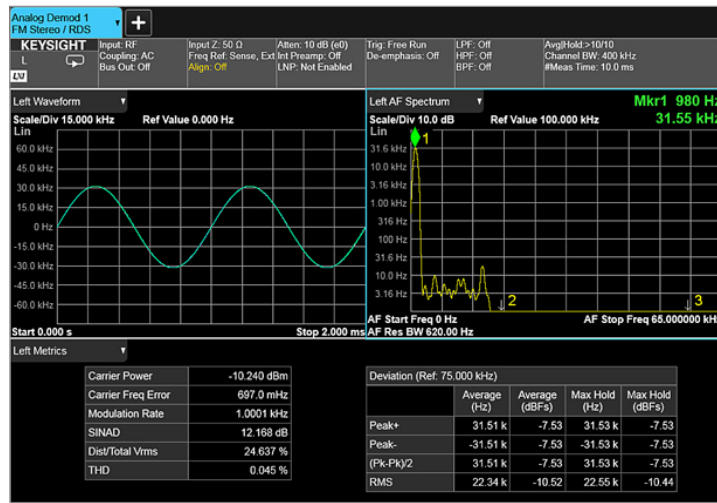 Analog Demod 1
FM Stereo / RDS
KEYSIGHT
L
LXI
Input: RF
Coupling: AC
Bus Out: Off
Input Z: 50 Ω
Freq Ref: Sense, Ext
Align: Off
Atten: 10 dB (e0)
Int Preamp: Off
LNP: Not Enabled
Trig: Free Run
De-emphasis: Off
LPF: Off
HPF: Off
BPF: Off
Avg|Hold:>10/10
Channel BW: 400 kHz
#Meas Time: 10.0 ms
Left Waveform
Scale/Div 15.000 kHz Ref Value 0.000 Hz
Lin
60.0 kHz
45.0 kHz
30.0 kHz
15.0 kHz
0 Hz
-15.0 kHz
-30.0 kHz
-45.0 kHz
-60.0 kHz
Start 0.000 s Stop 2.000 ms
Left AF Spectrum
Mkr1 980 Hz
Scale/Div 10.0 dB Ref Value 100.000 kHz 31.55 kHz
Lin
1
31.6 kHz
10.0 kHz
3.16 kHz
1.00 kHz
316 Hz
100 Hz
31.6 Hz
10.0 Hz
3.16 Hz
2
3
AF Start Freq 0 Hz AF Stop Freq 65.000000 kHz
AF Res BW 620.00 Hz
Left Metrics
Carrier Power -10.240 dBm
Carrier Freq Error 697.0 mHz
Modulation Rate 1.0001 kHz
SINAD 12.168 dB
Dist/Total Vrms 24.637 %
THD 0.045 %
Deviation (Ref: 75.000 kHz)
Average (Hz) Average (dBFs) Max Hold (Hz) Max Hold (dBFs)
Peak+ 31.51 k -7.53 31.53 k -7.53
Peak- -31.51 k -7.53 -31.53 k -7.53
(Pk-Pk)/2 31.51 k -7.53 31.53 k -7.53
RMS 22.34 k -10.52 22.55 k -10.44